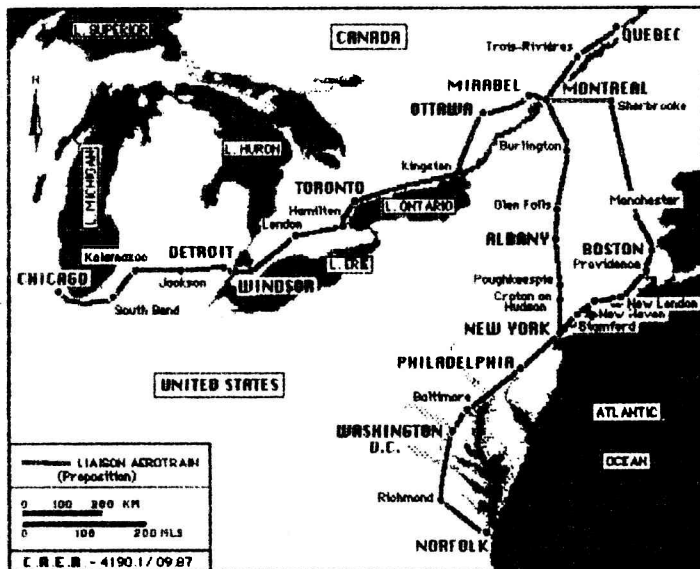 L. SUPERIOR
CANADA
QUEBEC
Trois-Rivières
N
MIRABEL
MONTREAL
OTTAWA
Sherbrooke
L. HURON
Burlington
L. MICHIGAN
Kingston
TORONTO
L. ONTARIO
Hamilton
Glen Falls
Manchester
London
DETROIT
ALBANY
BOSTON
Kalamazoo
L. ERIE
Providence
CHICAGO
WINDSOR
Poughkeepsie
Jackson
Croton on
Hudson
New London
South Bend
New Haven
NEW YORK
Stamford
PHILADELPHIA
UNITED STATES
Baltimore
ATLANTIC
WASHINGTON
D.C.
OCEAN
LIAISON AEROTRAIN
(Preposition)
Richmond
0 100 200 KM
0 100 200 MLS
NORFOLK
C.A.E.A. - 4190.1 / 09.87